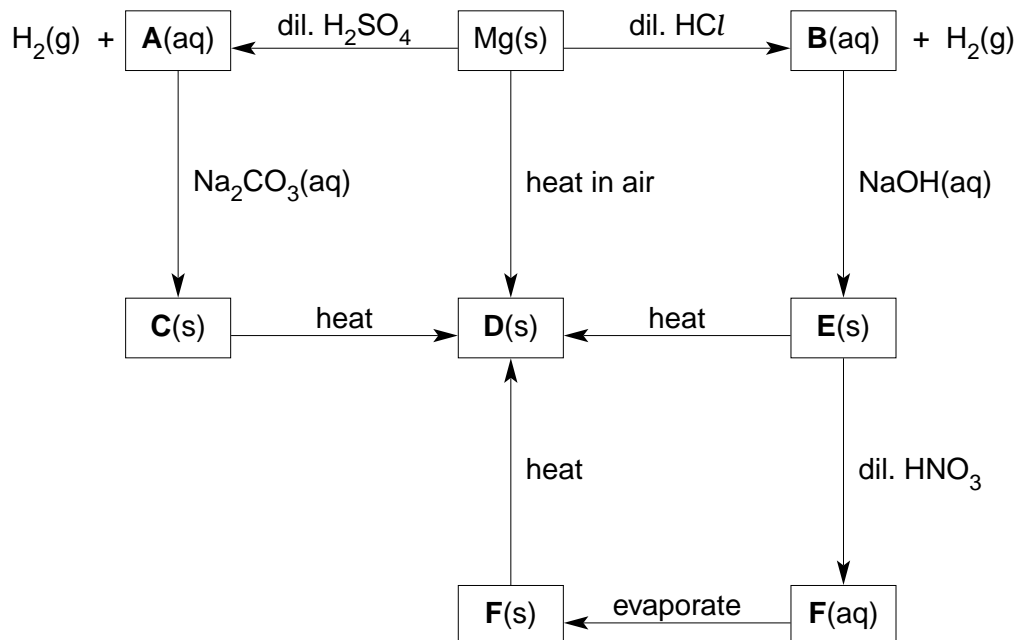 H₂(g) + A(aq) dil. H₂SO₄ Mg(s) dil. HCl B(aq) + H₂(g)
Na₂CO₃(aq) heat in air NaOH(aq)
C(s) heat D(s) heat E(s)
heat dil. HNO₃
F(s) evaporate F(aq)